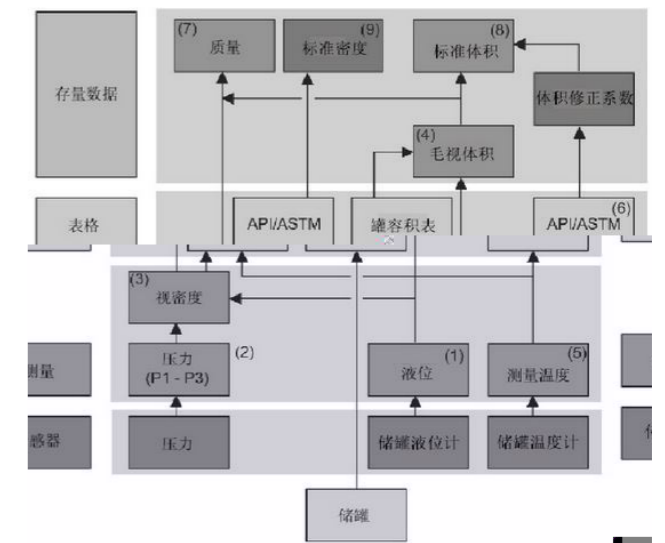 (7)
质量
(9)
标准密度
(8)
标准体积
存量数据
体积修正系数
(4)
毛视体积
表格
API/ASTM
罐容积表
API/ASTM
(6)
(3)
视密度
测量
压力
(P1 - P3)
(2)
(1)
液位
(5)
测量温度
感器
压力
储罐液位计
储罐温度计
储罐